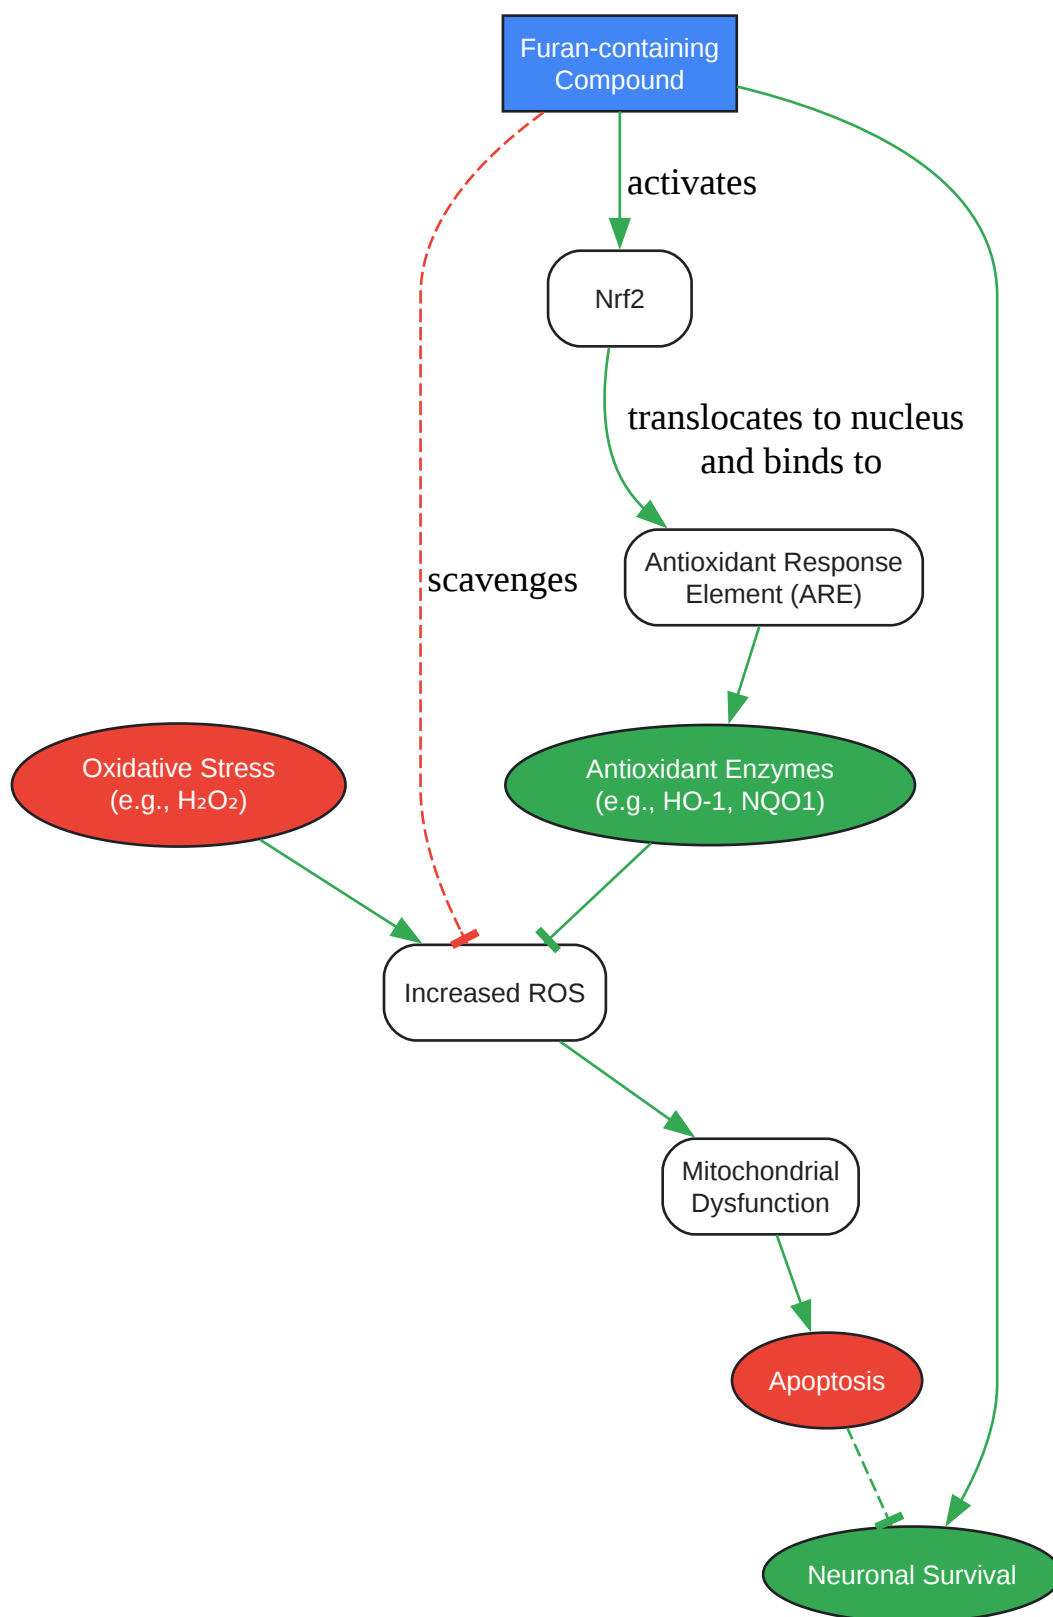 Furan-containing
Compound
activates
Nrf2
translocates to nucleus
and binds to
Antioxidant Response
Element (ARE)
scavenges
Oxidative Stress
(e.g., H₂O₂)
Antioxidant Enzymes
(e.g., HO-1, NQO1)
Increased ROS
Mitochondrial
Dysfunction
Apoptosis
Neuronal Survival